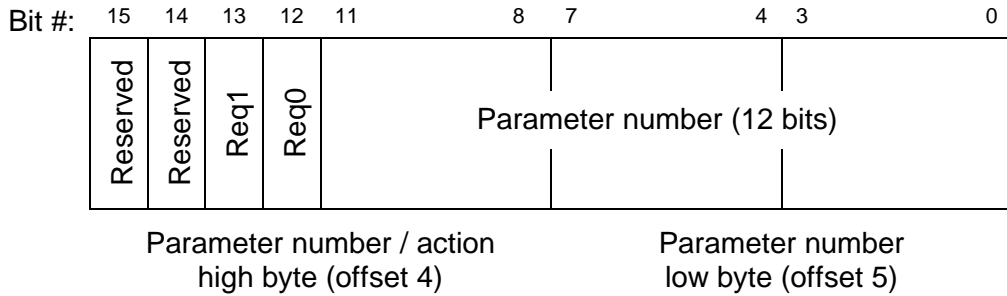 Bit #: 15 14 13 12 11 8 7 4 3 0
Reserved
Reserved
Req1
Req0
Parameter number (12 bits)
Parameter number / action
high byte (offset 4)
Parameter number
low byte (offset 5)